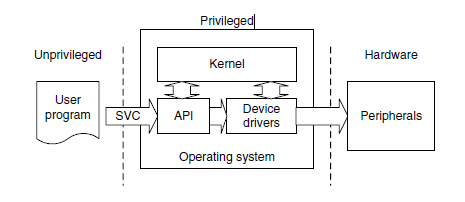 Privileged
Unprivileged
Hardware
Kernel
User
program
SVC
API
Device
drivers
Peripherals
Operating system